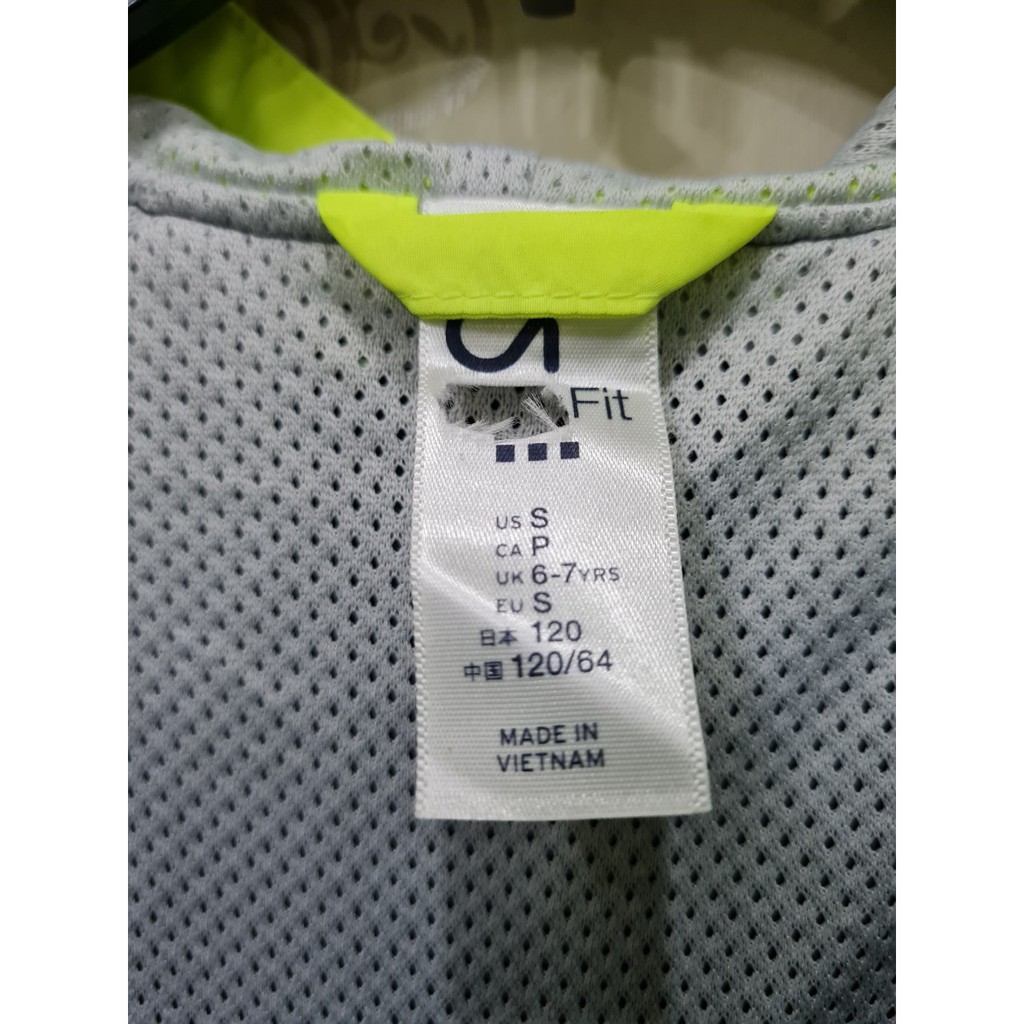 Fit
US S
CA P
UK 6-7YRS
EU S
日本 120
中国 120/64
MADE IN
VIETNAM